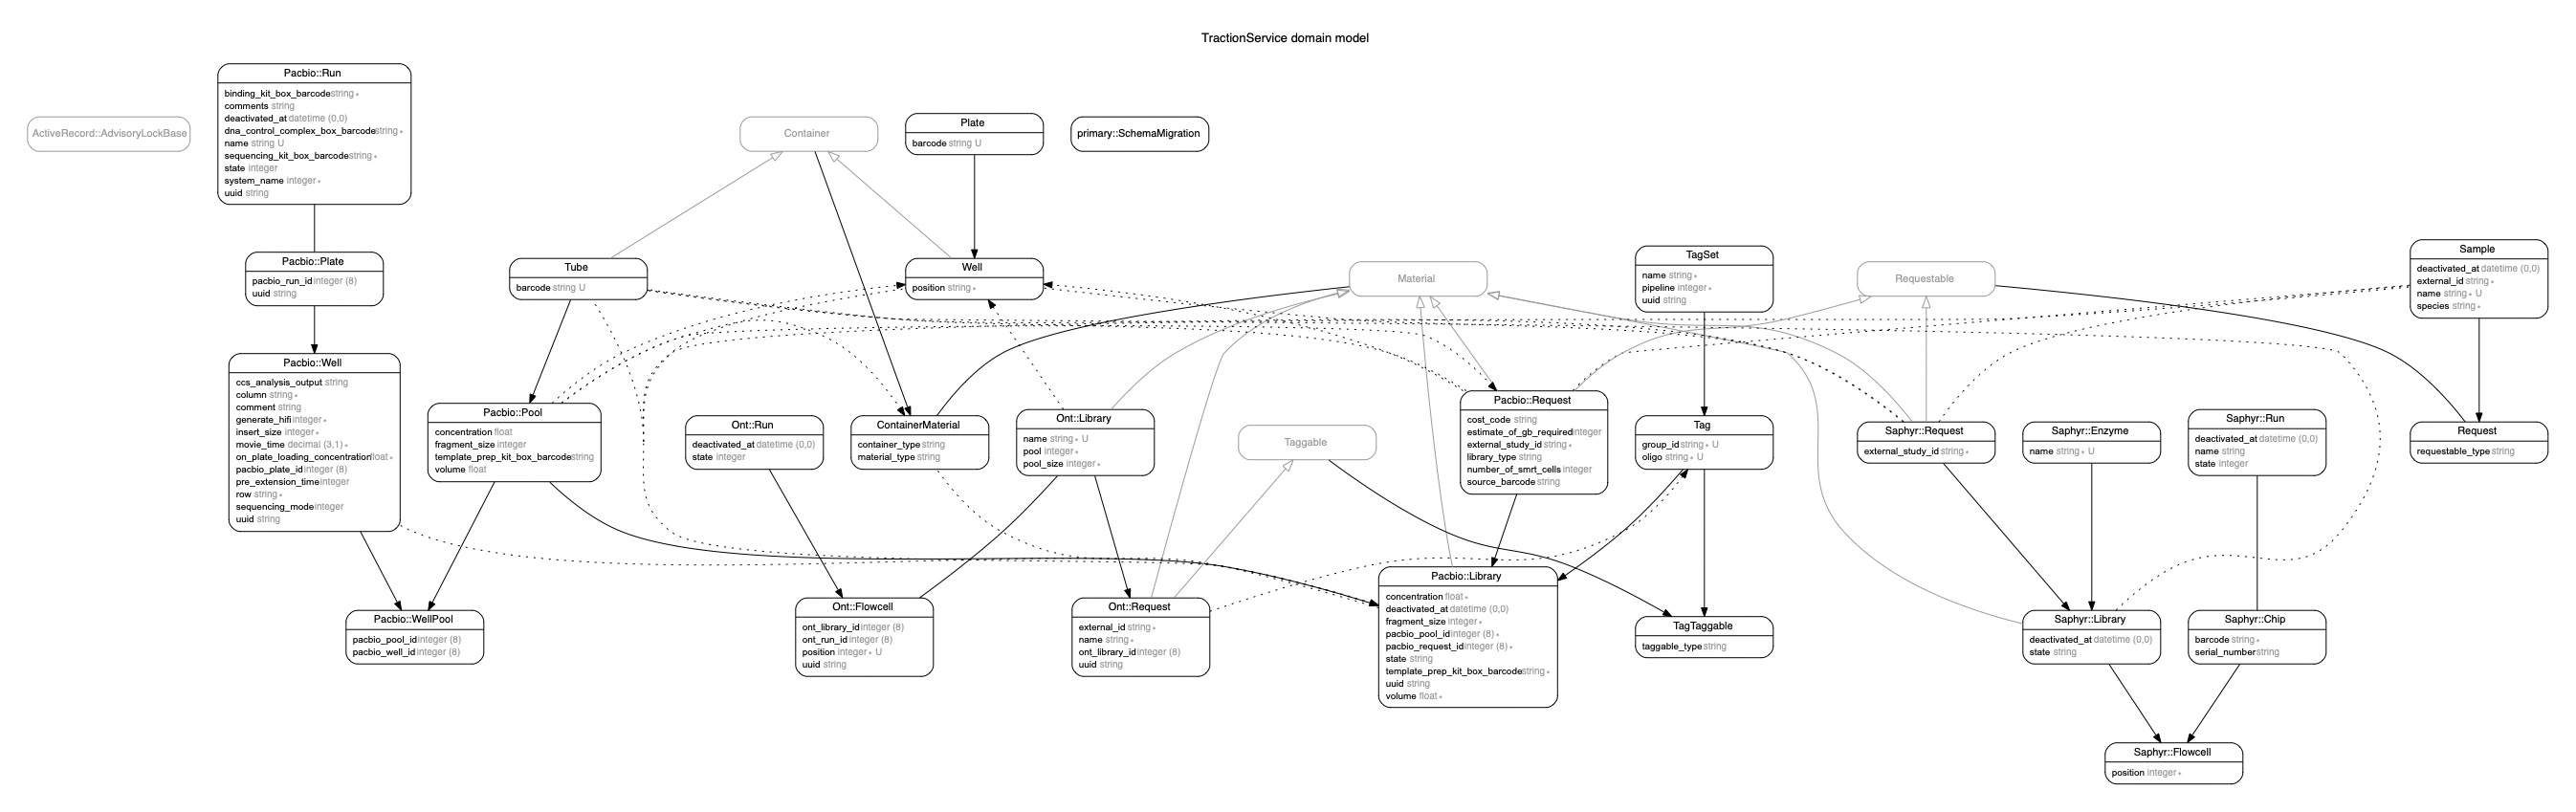 TractionService domain model
ActiveRecord::AdvisoryLockBase
Pacbio::Run
binding_kit_box_barcode string ∗
comments string
deactivated_at datetime (0,0)
dna_control_complex_box_barcode string ∗
name string U
sequencing_kit_box_barcode string ∗
state integer
system_name integer ∗
uuid string
Container
Plate
barcode string U
primary::SchemaMigration
Pacbio::Plate
pacbio_run_id integer (8)
uuid string
Tube
barcode string U
Well
position string ∗
Material
TagSet
name string ∗
pipeline integer ∗
uuid string
Requestable
Sample
deactivated_at datetime (0,0)
external_id string ∗
name string ∗ U
species string ∗
Pacbio::Well
ccs_analysis_output string
column string ∗
comment string
generate_hifi integer ∗
insert_size integer ∗
movie_time decimal (3,1) ∗
on_plate_loading_concentration float ∗
pacbio_plate_id integer (8)
pre_extension_time integer
row string ∗
sequencing_mode integer
uuid string
Pacbio::Pool
concentration float
fragment_size integer
template_prep_kit_box_barcode string
volume float
Ont::Run
deactivated_at datetime (0,0)
state integer
ContainerMaterial
container_type string
material_type string
Ont::Library
name string ∗ U
pool integer ∗
pool_size integer ∗
Taggable
Pacbio::Request
cost_code string
estimate_of_gb_required integer
external_study_id string ∗
library_type string
number_of_smrt_cells integer
source_barcode string
Tag
group_id string ∗ U
oligo string ∗ U
Saphyr::Request
external_study_id string ∗
Saphyr::Enzyme
name string ∗ U
Saphyr::Run
deactivated_at datetime (0,0)
name string
state integer
Request
requestable_type string
Pacbio::WellPool
pacbio_pool_id integer (8)
pacbio_well_id integer (8)
Ont::Flowcell
ont_library_id integer (8)
ont_run_id integer (8)
position integer ∗ U
uuid string
Ont::Request
external_id string ∗
name string ∗
ont_library_id integer (8)
uuid string
Pacbio::Library
concentration float ∗
deactivated_at datetime (0,0)
fragment_size integer ∗
pacbio_pool_id integer (8) ∗
pacbio_request_id integer (8) ∗
state string
template_prep_kit_box_barcode string ∗
uuid string
volume float ∗
TagTaggable
taggable_type string
Saphyr::Library
deactivated_at datetime (0,0)
state string
Saphyr::Chip
barcode string ∗
serial_number string
Saphyr::Flowcell
position integer ∗